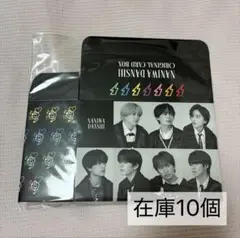 NANIWA DANSHI
ORIGINAL CARD BOX
NANIWA
DANSHI
在庫10個